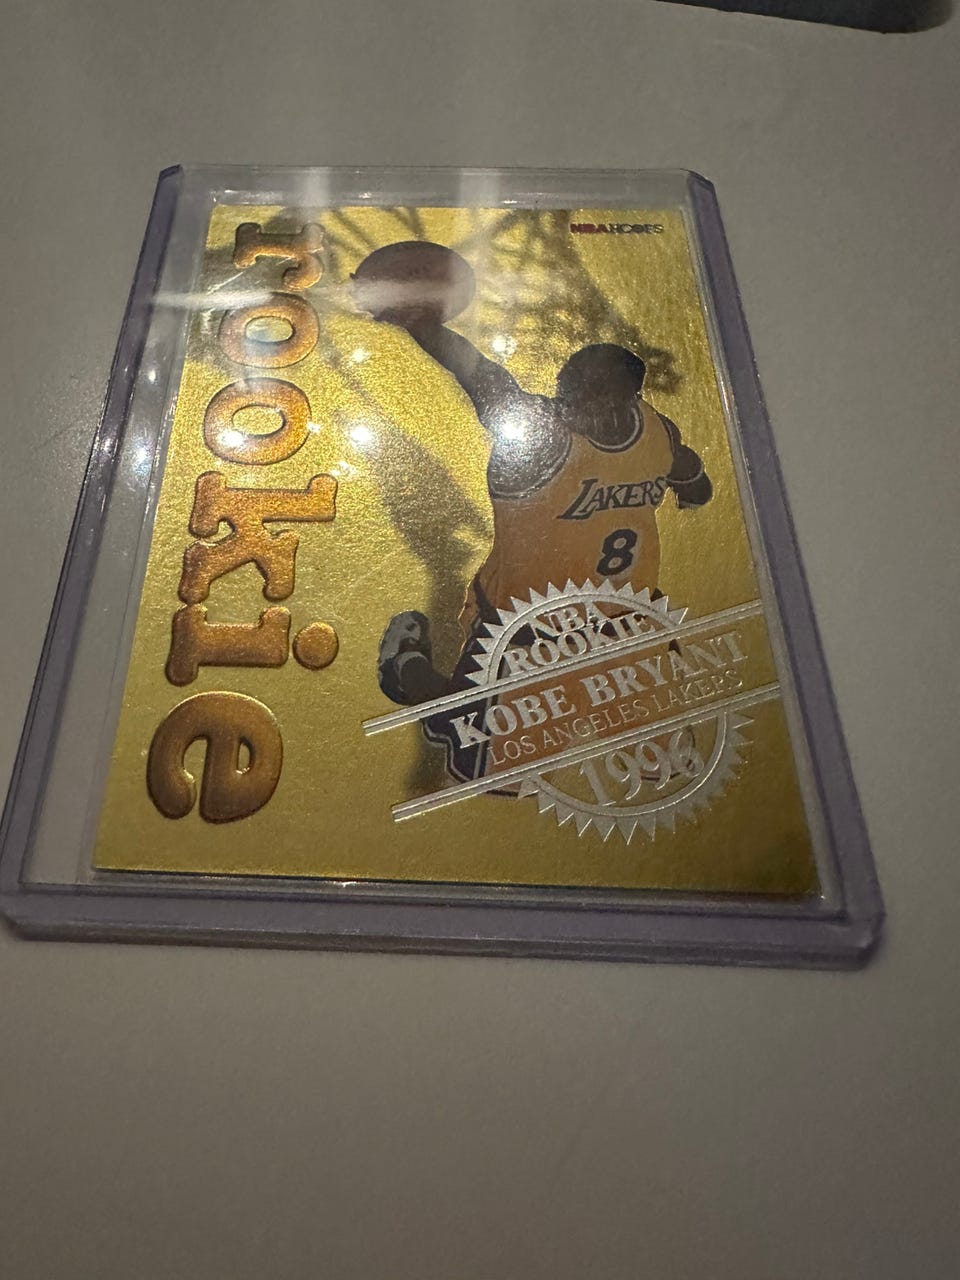 NBA HOOPS
rookie
LAKERS
8
NBA
ROOKIE
KOBE BRYANT
LOS ANGELES LAKERS
1996